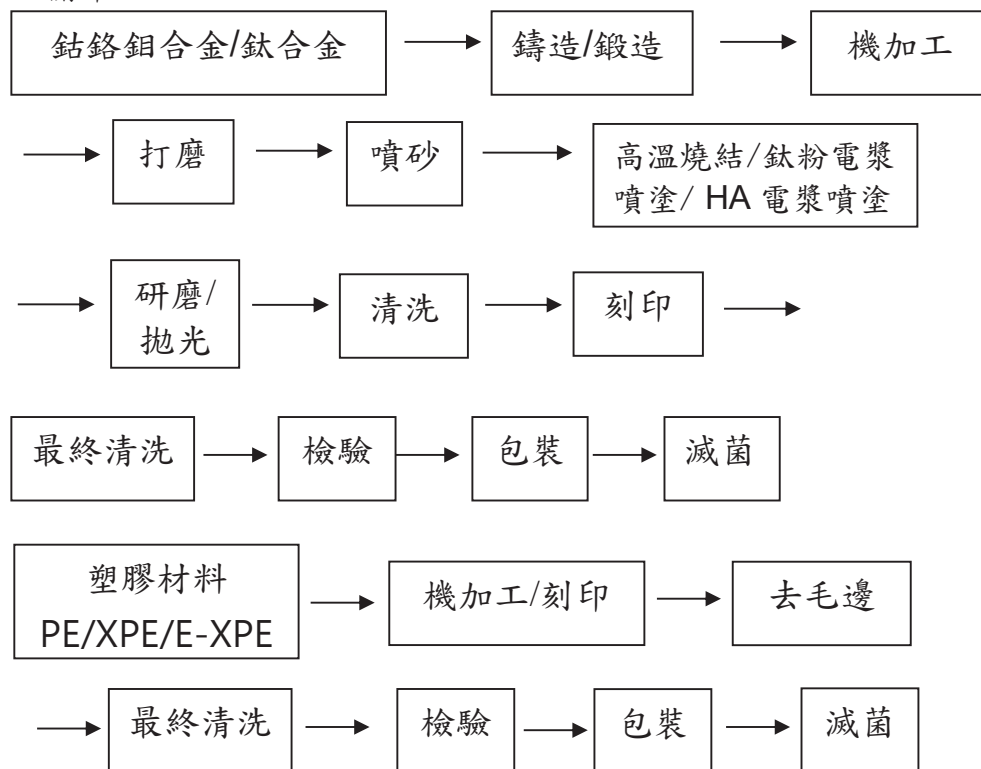 鈷鉻鉬合金/鈦合金
鑄造/鍛造
機加工
打磨
噴砂
高溫燒結/鈦粉電漿
噴塗/ HA 電漿噴塗
研磨/
拋光
清洗
刻印
最終清洗
檢驗
包裝
滅菌
塑膠材料
PE/XPE/E-XPE
機加工/刻印
去毛邊
最終清洗
檢驗
包裝
滅菌